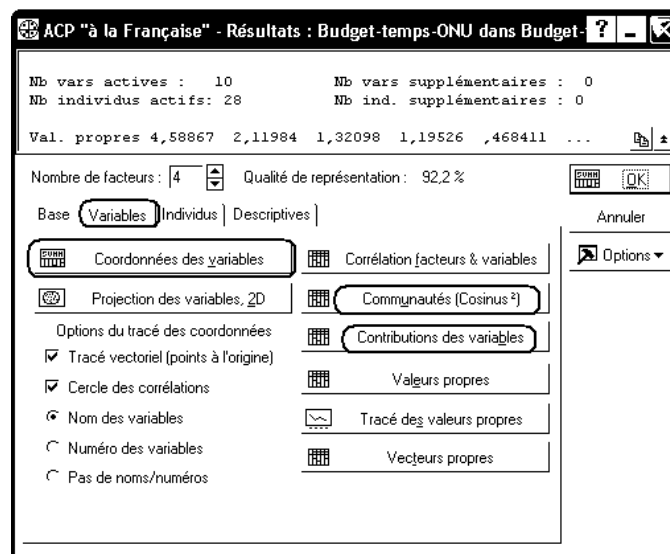 ACP "à la Française" - Résultats : Budget-temps-ONU dans Budget-
Nb vars actives : 10 Nb vars supplémentaires : 0
Nb individus actifs: 28 Nb ind. supplémentaires : 0
Val. propres 4,58867 2,11984 1,32098 1,19526 ,468411 ...
Nombre de facteurs : 4 Qualité de représentation : 92,2 %
OK
Base Variables Individus Descriptives
Annuler
Coordonnées des variables Corrélation facteurs & variables
Options
Projection des variables, 2D Communautés (Cosinus ²)
Options du tracé des coordonnées Contributions des variables
Tracé vectoriel (points à l'origine)
Cercle des corrélations Valeurs propres
Nom des variables Tracé des valeurs propres
Numéro des variables Vecteurs propres
Pas de noms/numéros